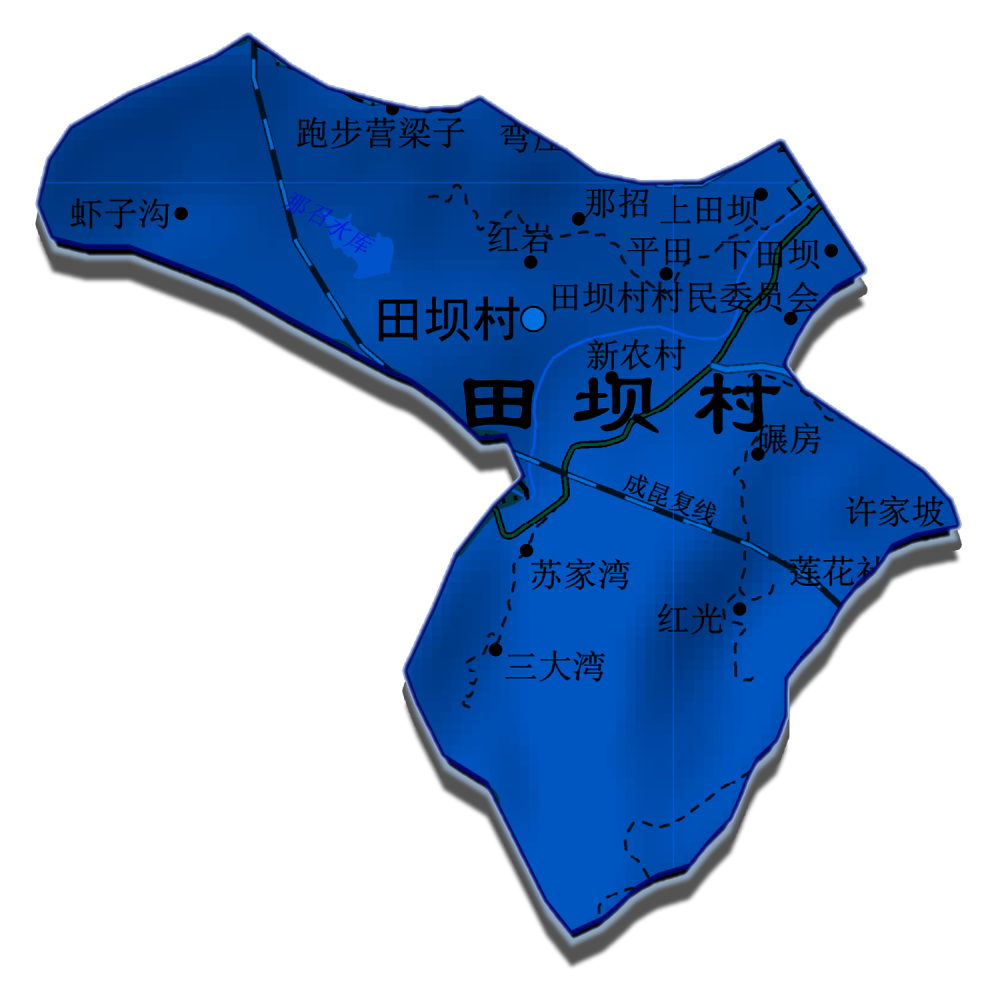 跑步营梁子
弯庄
虾子沟
那召水库
那招
上田坝
红岩
平田
下田坝
田坝村村民委员会
田坝村
新农村
田坝村
碾房
成昆复线
许家坡
苏家湾
莲花社
红光
三大湾